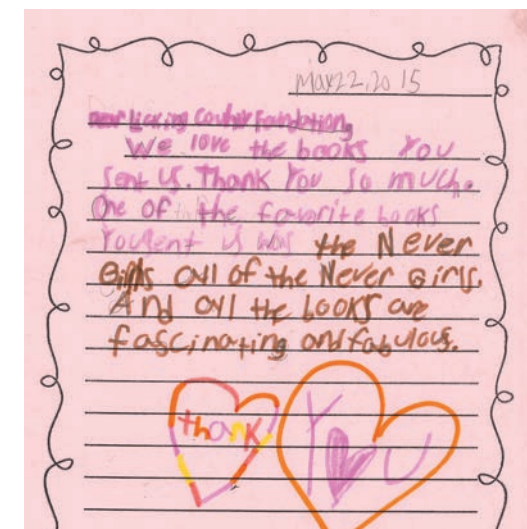 May 22, 2015
Dear Licking County Foundation,
We love the books You
sent us. Thank You so much.
One of the favorite books
You sent us was the Never
Girls all of the Never Girls.
And all the books are
fascinating and fabulous.
thank
You